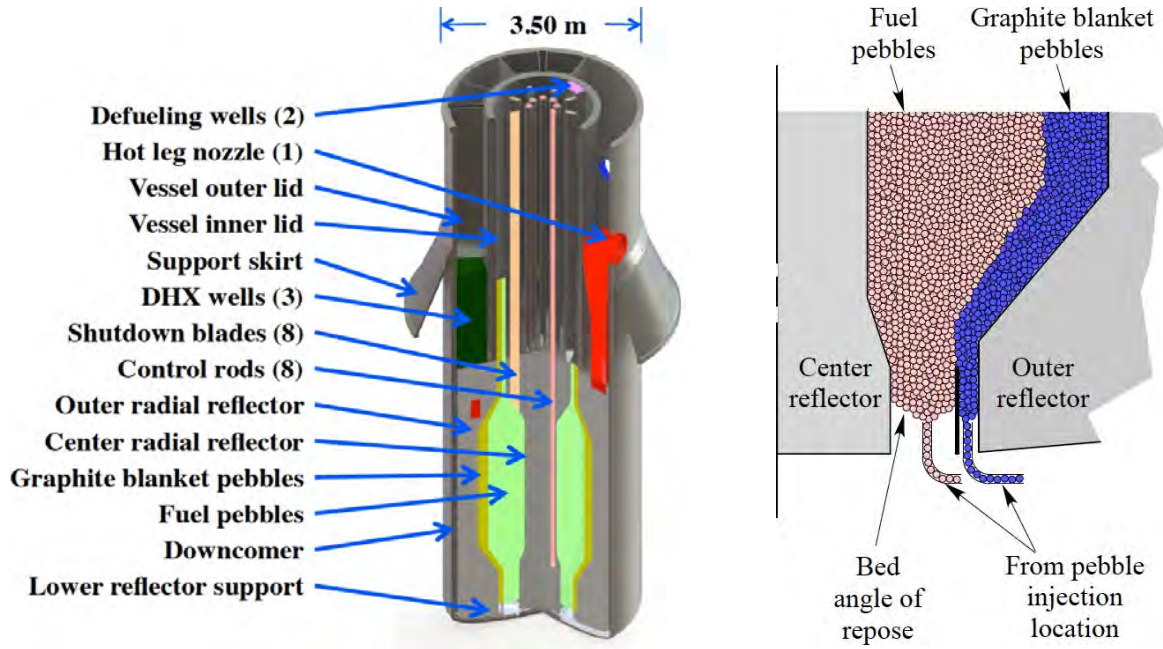 3.50 m
Defueling wells (2)
Hot leg nozzle (1)
Vessel outer lid
Vessel inner lid
Support skirt
DHX wells (3)
Shutdown blades (8)
Control rods (8)
Outer radial reflector
Center radial reflector
Graphite blanket pebbles
Fuel pebbles
Downcomer
Lower reflector support
Fuel
pebbles
Graphite blanket
pebbles
Center
reflector
Outer
reflector
Bed
angle of
repose
From pebble
injection
location